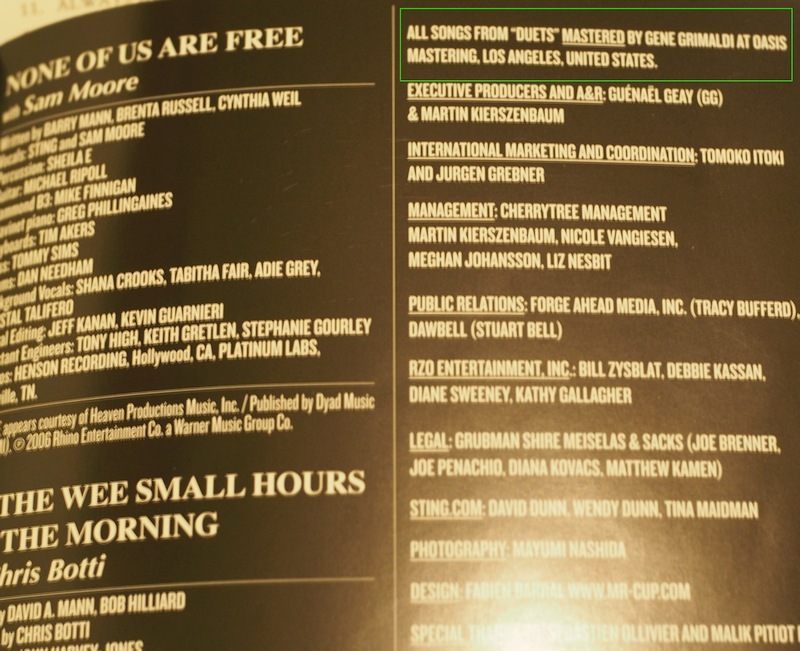 NONE OF US ARE FREE
Sam Moore
by BARRY MANN, BRENTA RUSSELL, CYNTHIA WEIL
STING and SAM MOORE
SHEILA E
MICHAEL RIPOLL
B3: MIKE FINNIGAN
piano: GREG PHILLINGAINES
TIM AKERS
TOMMY SIMS
DAN NEEDHAM
Vocals: SHANA CROOKS, TABITHA FAIR, ADIE GREY,
TALIFERO
Editing: JEFF KANAN, KEVIN GUARNIERI
Engineers: TONY HIGH, KEITH GRETLEN, STEPHANIE GOURLEY
HENSON RECORDING, Hollywood, CA, PLATINUM LABS,
TN.
appears courtesy of Heaven Productions Music, Inc. / Published by Dyad Music
© 2006 Rhino Entertainment Co. a Warner Music Group Co.
THE WEE SMALL HOURS
THE MORNING
Chris Botti
DAVID A. MANN, BOB HILLIARD
by CHRIS BOTTI
ALL SONGS FROM "DUETS" MASTERED BY GENE GRIMALDI AT OASIS
MASTERING, LOS ANGELES, UNITED STATES.
EXECUTIVE PRODUCERS AND A&R: GUÉNAËL GEAY (GG)
& MARTIN KIERSZENBAUM
INTERNATIONAL MARKETING AND COORDINATION: TOMOKO ITOKI
AND JURGEN GREBNER
MANAGEMENT: CHERRYTREE MANAGEMENT
MARTIN KIERSZENBAUM, NICOLE VANGIESEN,
MEGHAN JOHANSSON, LIZ NESBIT
PUBLIC RELATIONS: FORGE AHEAD MEDIA, INC. (TRACY BUFFERD),
DAWBELL (STUART BELL)
RZO ENTERTAINMENT, INC.: BILL ZYSBLAT, DEBBIE KASSAN,
DIANE SWEENEY, KATHY GALLAGHER
LEGAL: GRUBMAN SHIRE MEISELAS & SACKS (JOE BRENNER,
JOE PENACHIO, DIANA KOVACS, MATTHEW KAMEN)
STING.COM: DAVID DUNN, WENDY DUNN, TINA MAIDMAN
PHOTOGRAPHY: MAYUMI NASHIDA
DESIGN: FABIEN BARRAL WWW.MR-CUP.COM
SPECIAL OLLIVIER AND MALIK PITIOT